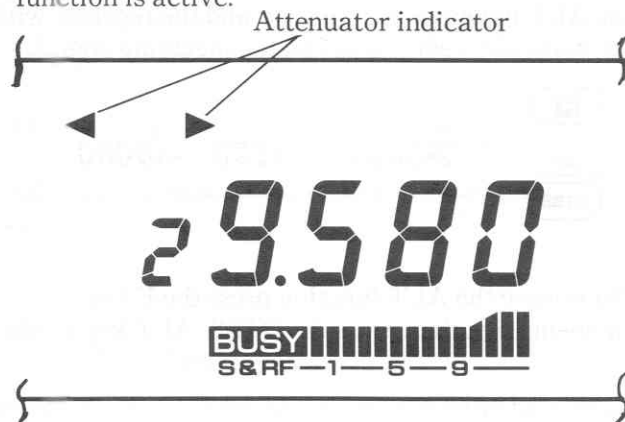 function is active.
Attenuator indicator
2 9.580
BUSY
S&RF—1—5—9—